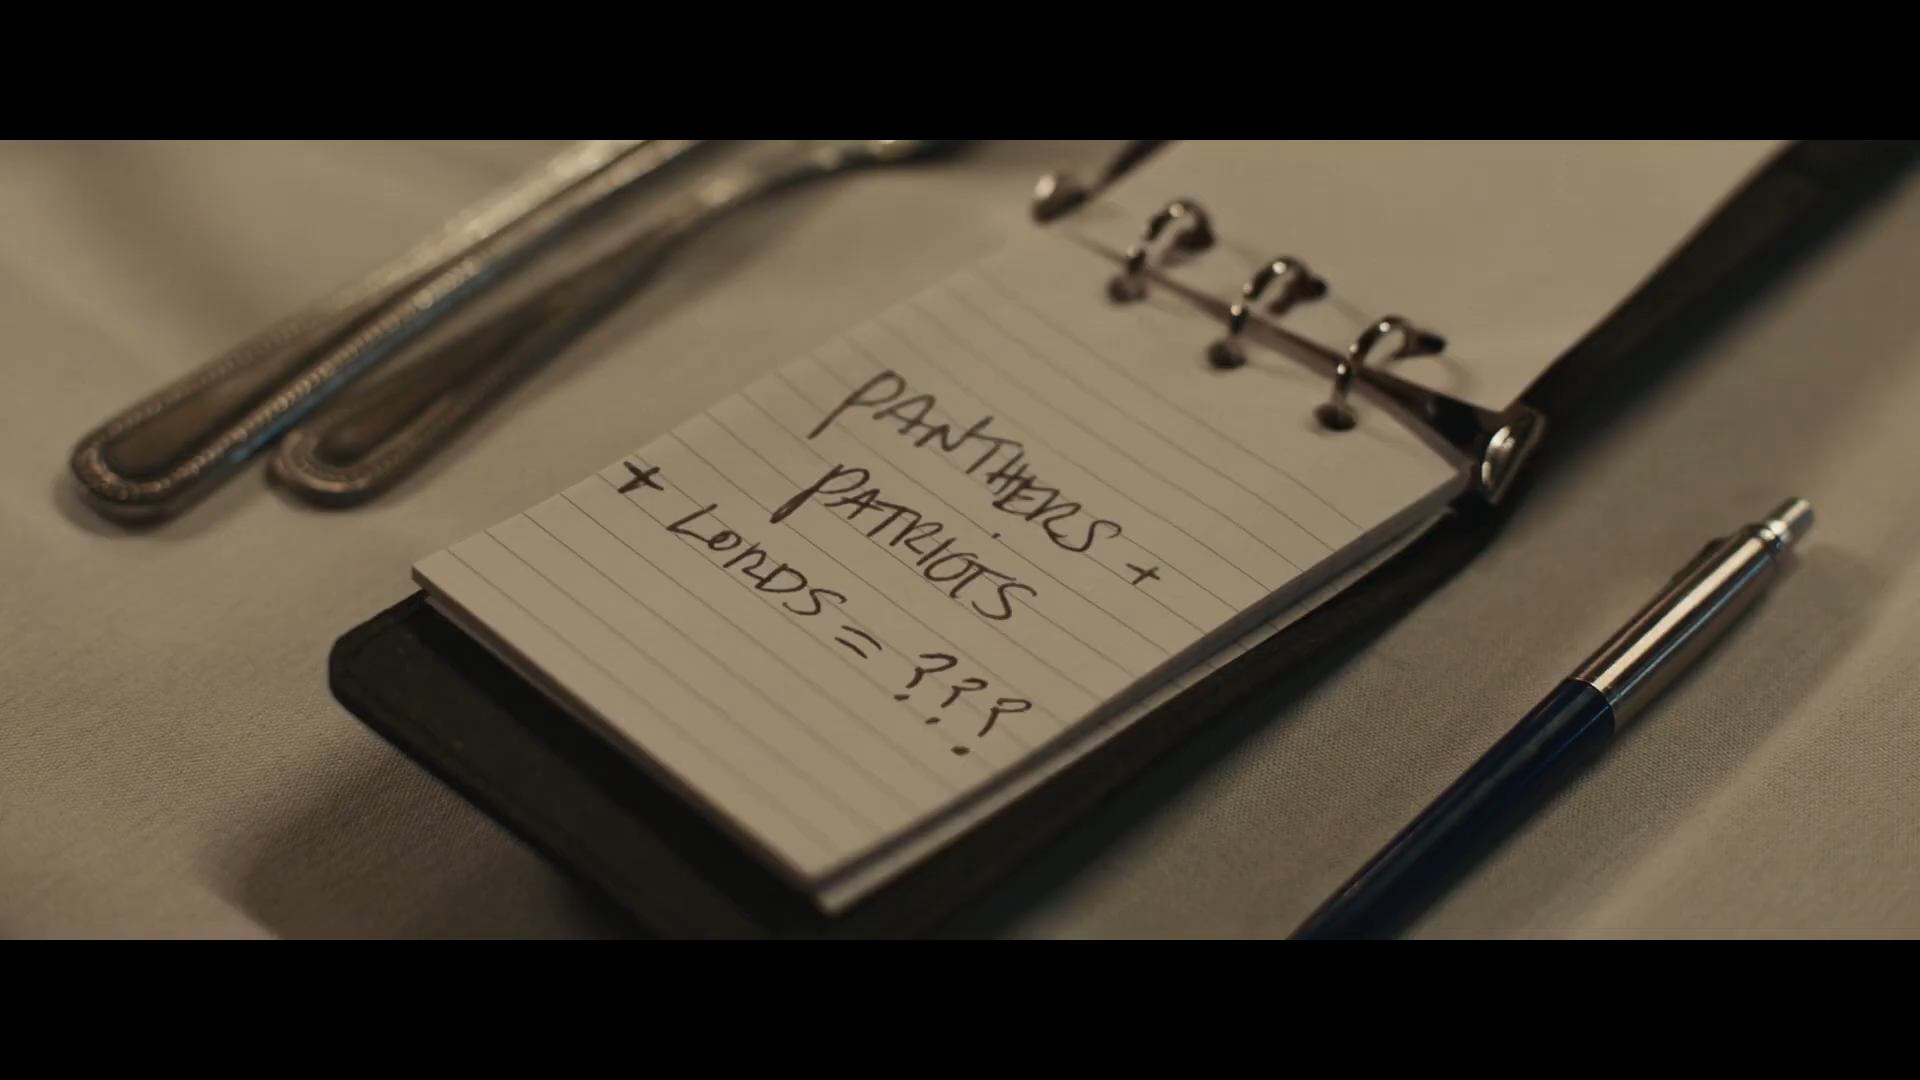 PANTHERS +
PATRIOTS
+ LORDS = ???